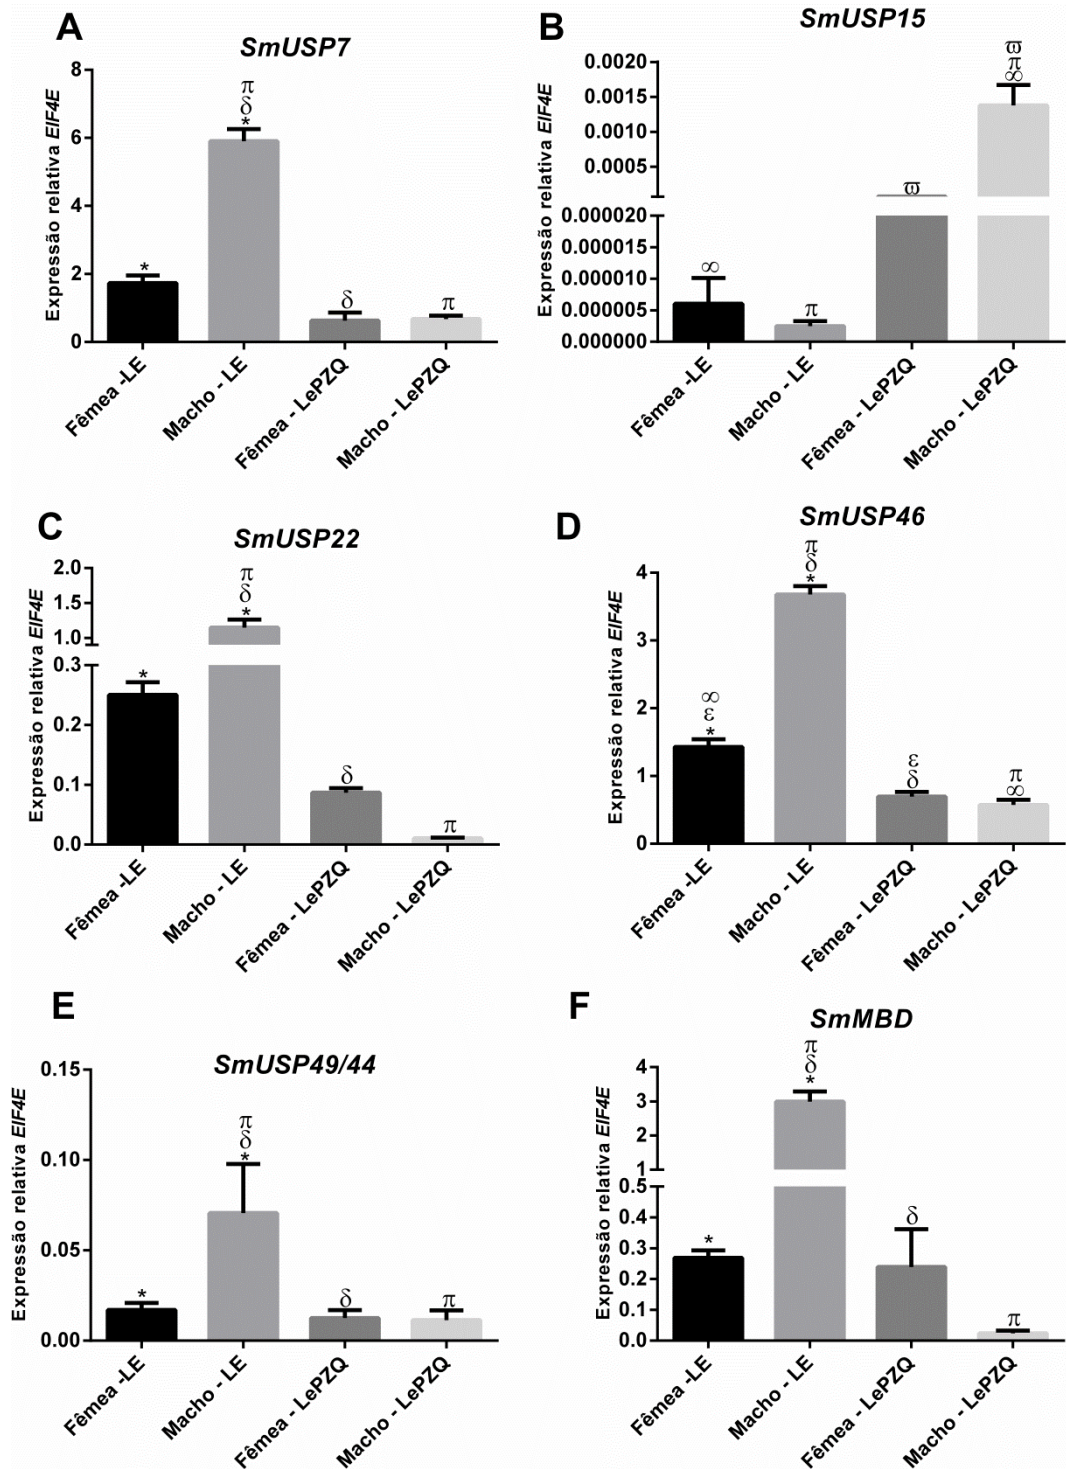 A
SmUSP7
Expressão relativa EIF4E
8
6
4
2
0
*
π
δ
*
δ
π
Fêmea -LE
Macho - LE
Fêmea - LePZQ
Macho - LePZQ
B
SmUSP15
Expressão relativa EIF4E
0.0020
0.0015
0.0010
0.0005
0.000020
0.000015
0.000010
0.000005
0.000000
∞
π
ϖ
ϖ
π
∞
Fêmea -LE
Macho - LE
Fêmea - LePZQ
Macho - LePZQ
C
SmUSP22
Expressão relativa EIF4E
2.0
1.5
1.0
0.3
0.2
0.1
0.0
*
π
δ
*
δ
π
Fêmea -LE
Macho - LE
Fêmea - LePZQ
Macho - LePZQ
D
SmUSP46
Expressão relativa EIF4E
4
3
2
1
0
∞
ε
*
π
δ
*
ε
δ
π
∞
Fêmea -LE
Macho - LE
Fêmea - LePZQ
Macho - LePZQ
E
SmUSP49/44
Expressão relativa EIF4E
0.15
0.10
0.05
0.00
*
π
δ
*
δ
π
Fêmea -LE
Macho - LE
Fêmea - LePZQ
Macho - LePZQ
F
SmMBD
Expressão relativa EIF4E
4
3
2
1
0.5
0.4
0.3
0.2
0.1
0.0
*
π
δ
*
δ
π
Fêmea -LE
Macho - LE
Fêmea - LePZQ
Macho - LePZQ